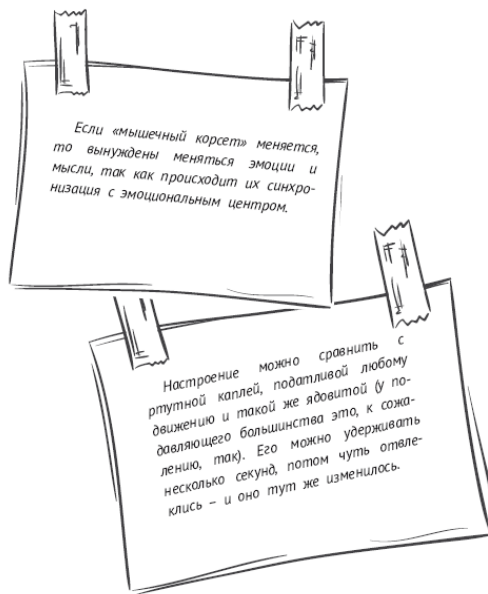 Если «мышечный корсет» меняется,
то вынуждены меняться эмоции и
мысли, так как происходит их синхро-
низация с эмоциональным центром.
Настроение можно сравнить с
ртутной каплей, податливой любому
движению и такой же ядовитой (у по-
давляющего большинства это, к сожа-
лению, так). Его можно удерживать
несколько секунд, потом чуть отвле-
клись – и оно тут же изменилось.